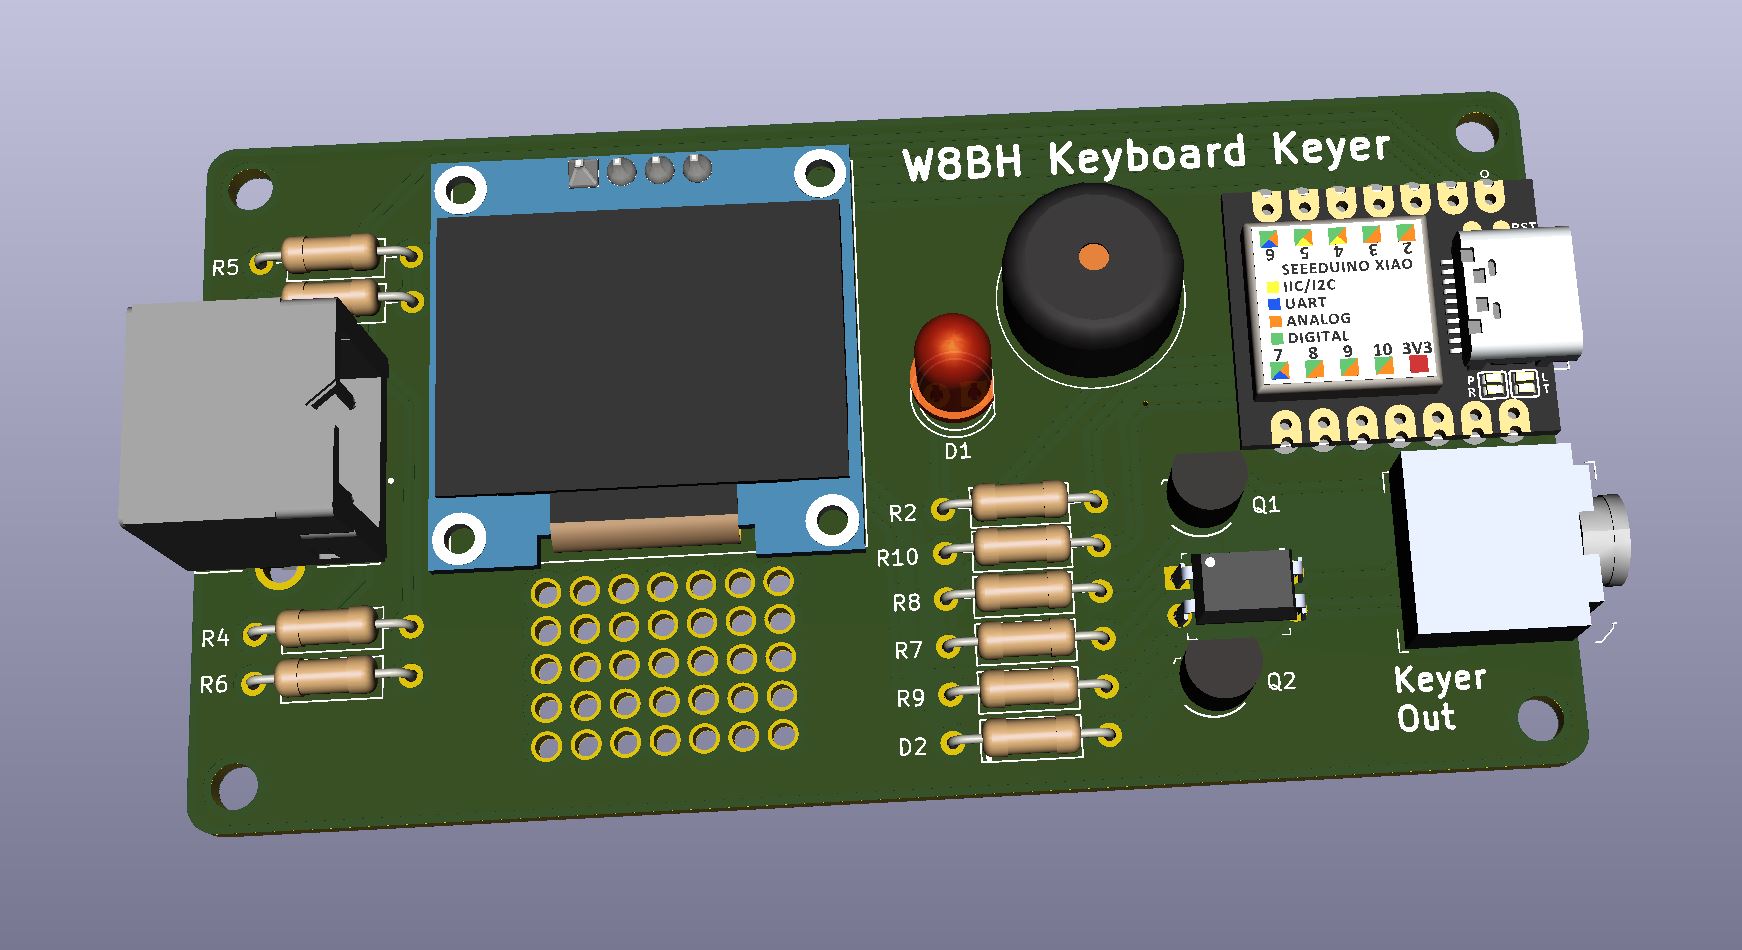 W8BH Keyboard Keyer
R5
RST
6 5 4 3 2
SEEEDUINO XIAO
IIC/I2C
UART
ANALOG
DIGITAL
7 8 9 10 3V3
P L
R T
D1
R2
Q1
R10
R8
R4
R7
R6
R9
Q2
D2
Keyer
Out